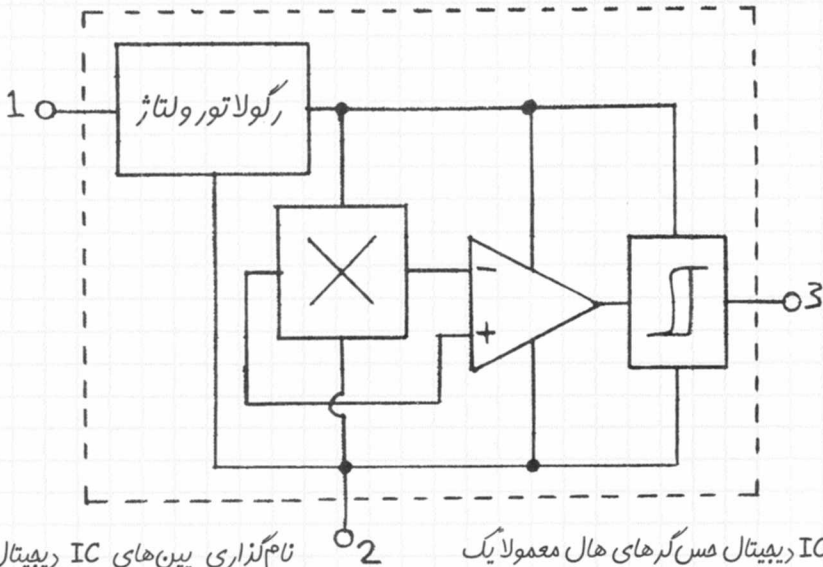 رگولاتور ولتاژ
1
3
2
IC دیجیتال حس‌گرهای هال معمولا یک
نام‌گذاری پین‌های IC دیجیتال